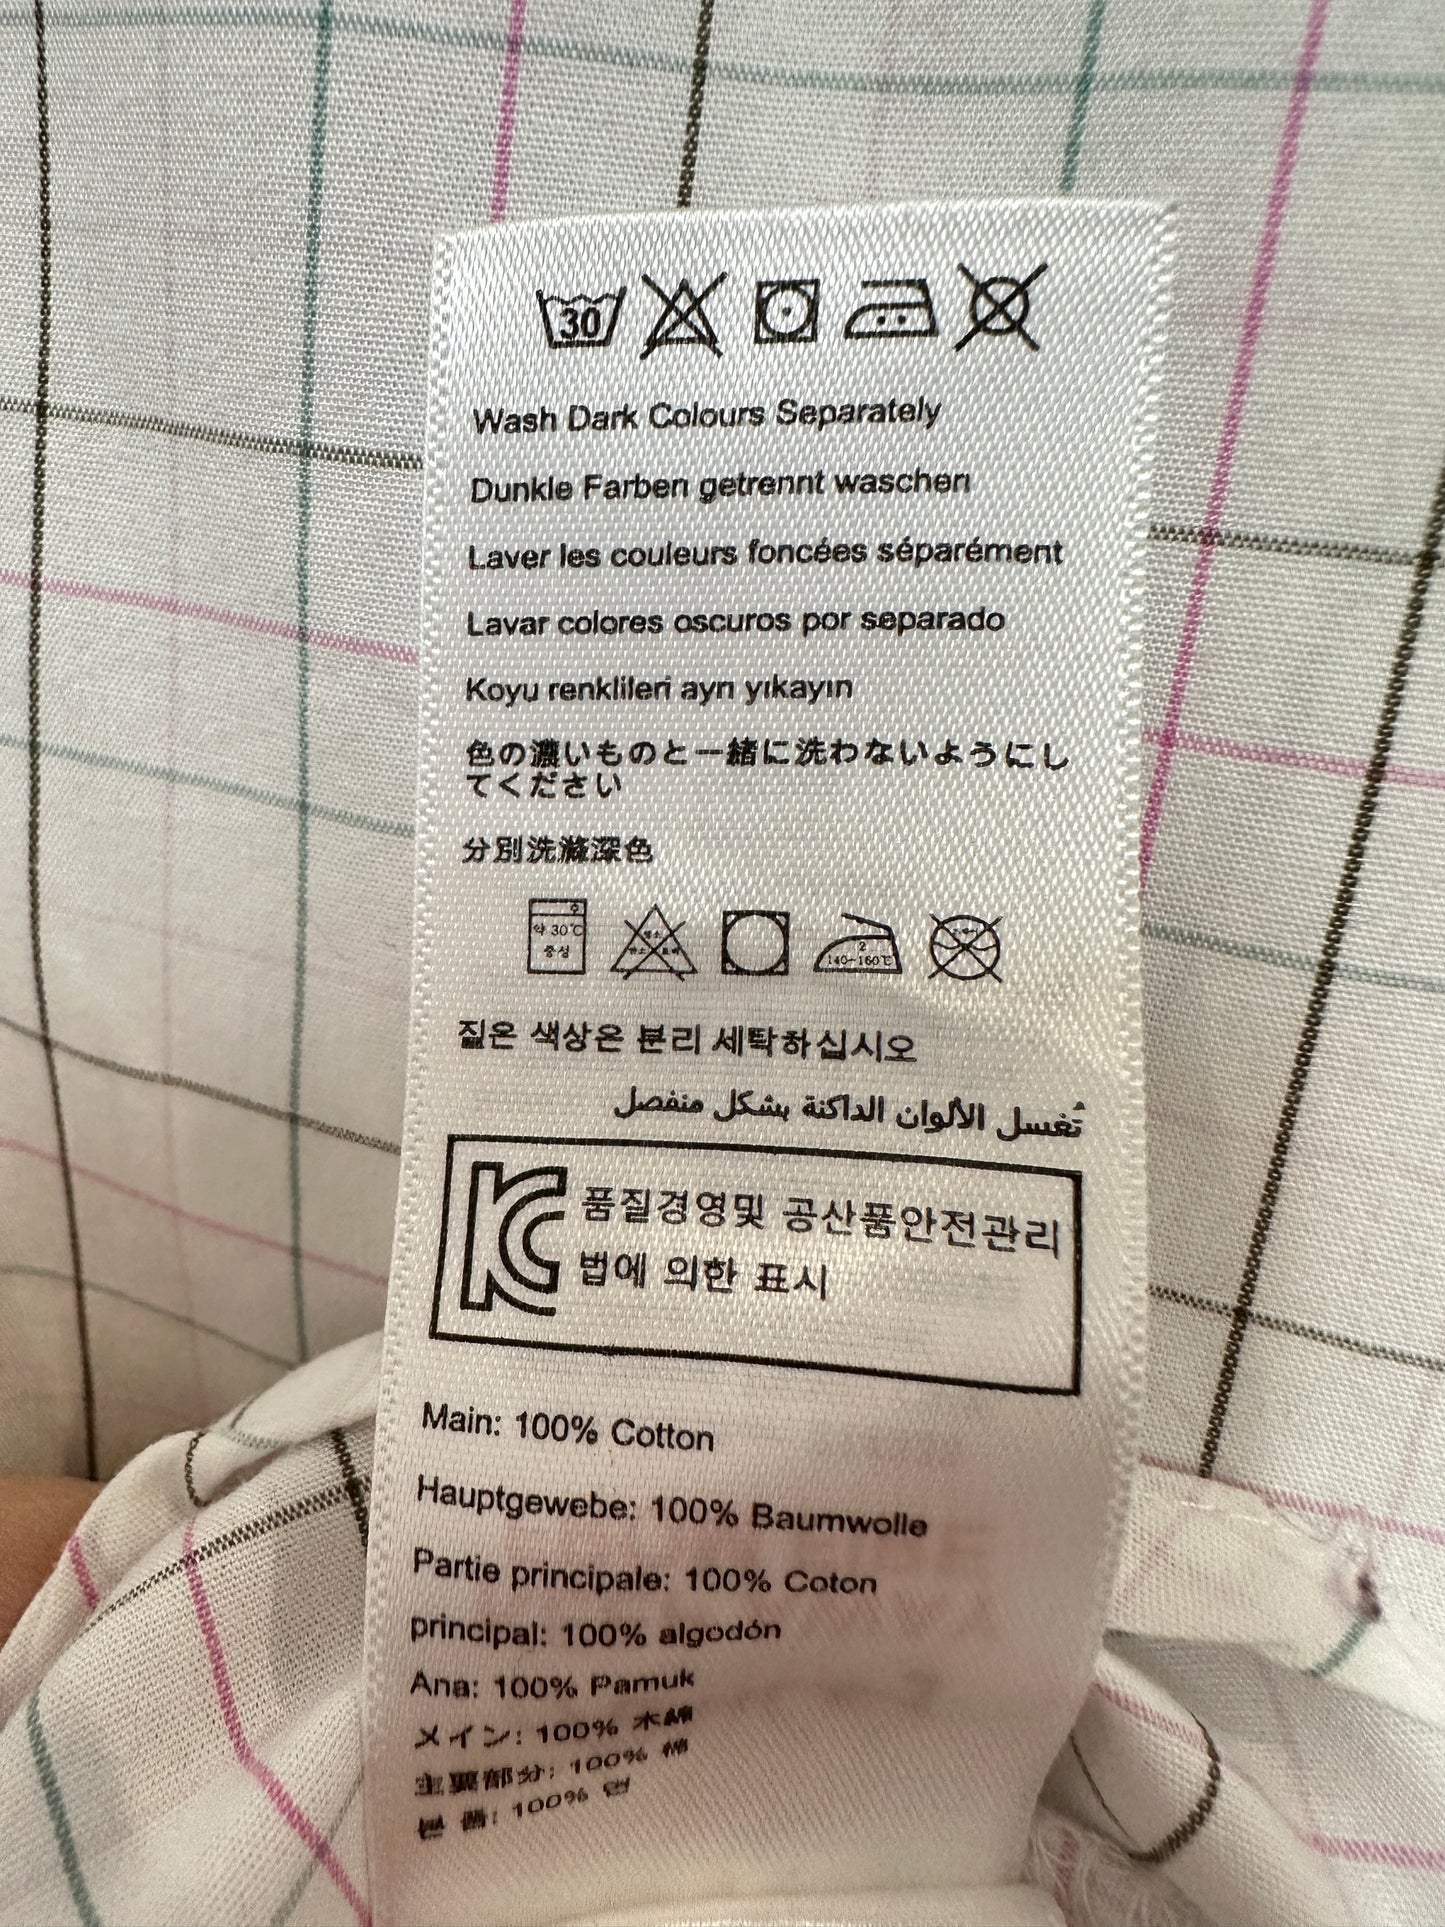 30
Wash Dark Colours Separately
Dunkle Farben getrennt waschen
Laver les couleurs foncées séparément
Lavar colores oscuros por separado
Koyu renklileri ayrı yıkayın
色の濃いものと一緒に洗わないようにし
てください
分別洗滌深色
약 30℃
중성
2
140~160℃
짙은 색상은 분리 세탁하십시오
تُغسل الألوان الداكنة بشكل منفصل
품질경영및 공산품안전관리
법에 의한 표시
Main: 100% Cotton
Hauptgewebe: 100% Baumwolle
Partie principale: 100% Coton
principal: 100% algodón
Ana: 100% Pamuk
メイン: 100% 木綿
主要部分: 100% 棉
100% 면